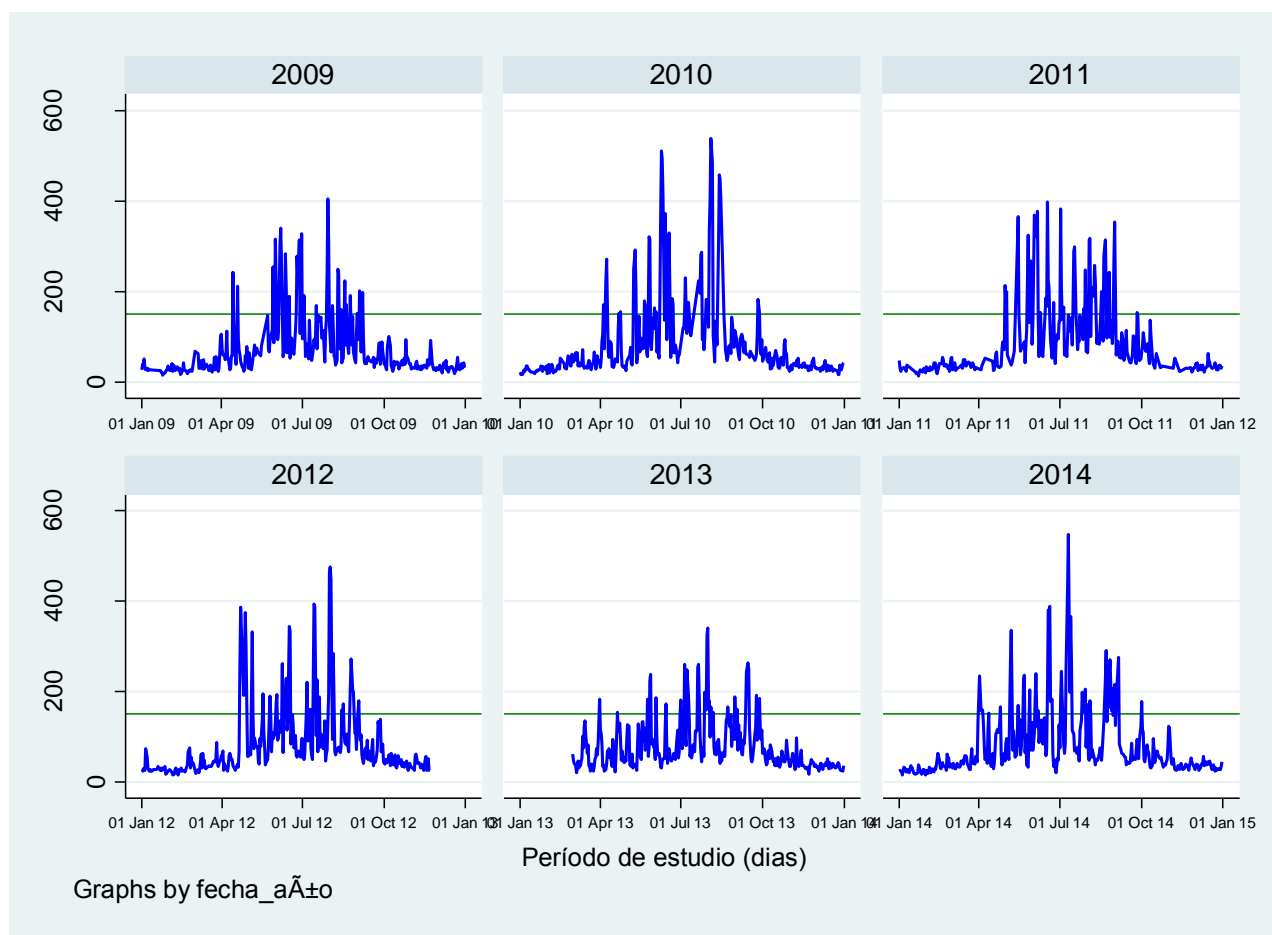 2009 2010 2011
600
400
200
0
01 Jan 09 01 Apr 09 01 Jul 09 01 Oct 09 01 Jan 10
01 Jan 10 01 Apr 10 01 Jul 10 01 Oct 10 01 Jan 11
01 Jan 11 01 Apr 11 01 Jul 11 01 Oct 11 01 Jan 12
2012 2013 2014
600
400
200
0
01 Jan 12 01 Apr 12 01 Jul 12 01 Oct 12 01 Jan 13
01 Jan 13 01 Apr 13 01 Jul 13 01 Oct 13 01 Jan 14
01 Jan 14 01 Apr 14 01 Jul 14 01 Oct 14 01 Jan 15
Período de estudio (dias)
Graphs by fecha_aÃ±o